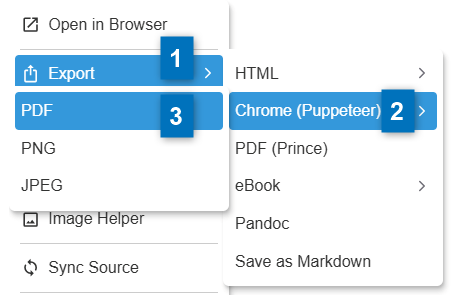 Open in Browser
Export 1
HTML
PDF 3
Chrome (Puppeteer) 2
PNG
PDF (Prince)
JPEG
eBook
Image Helper
Pandoc
Sync Source
Save as Markdown